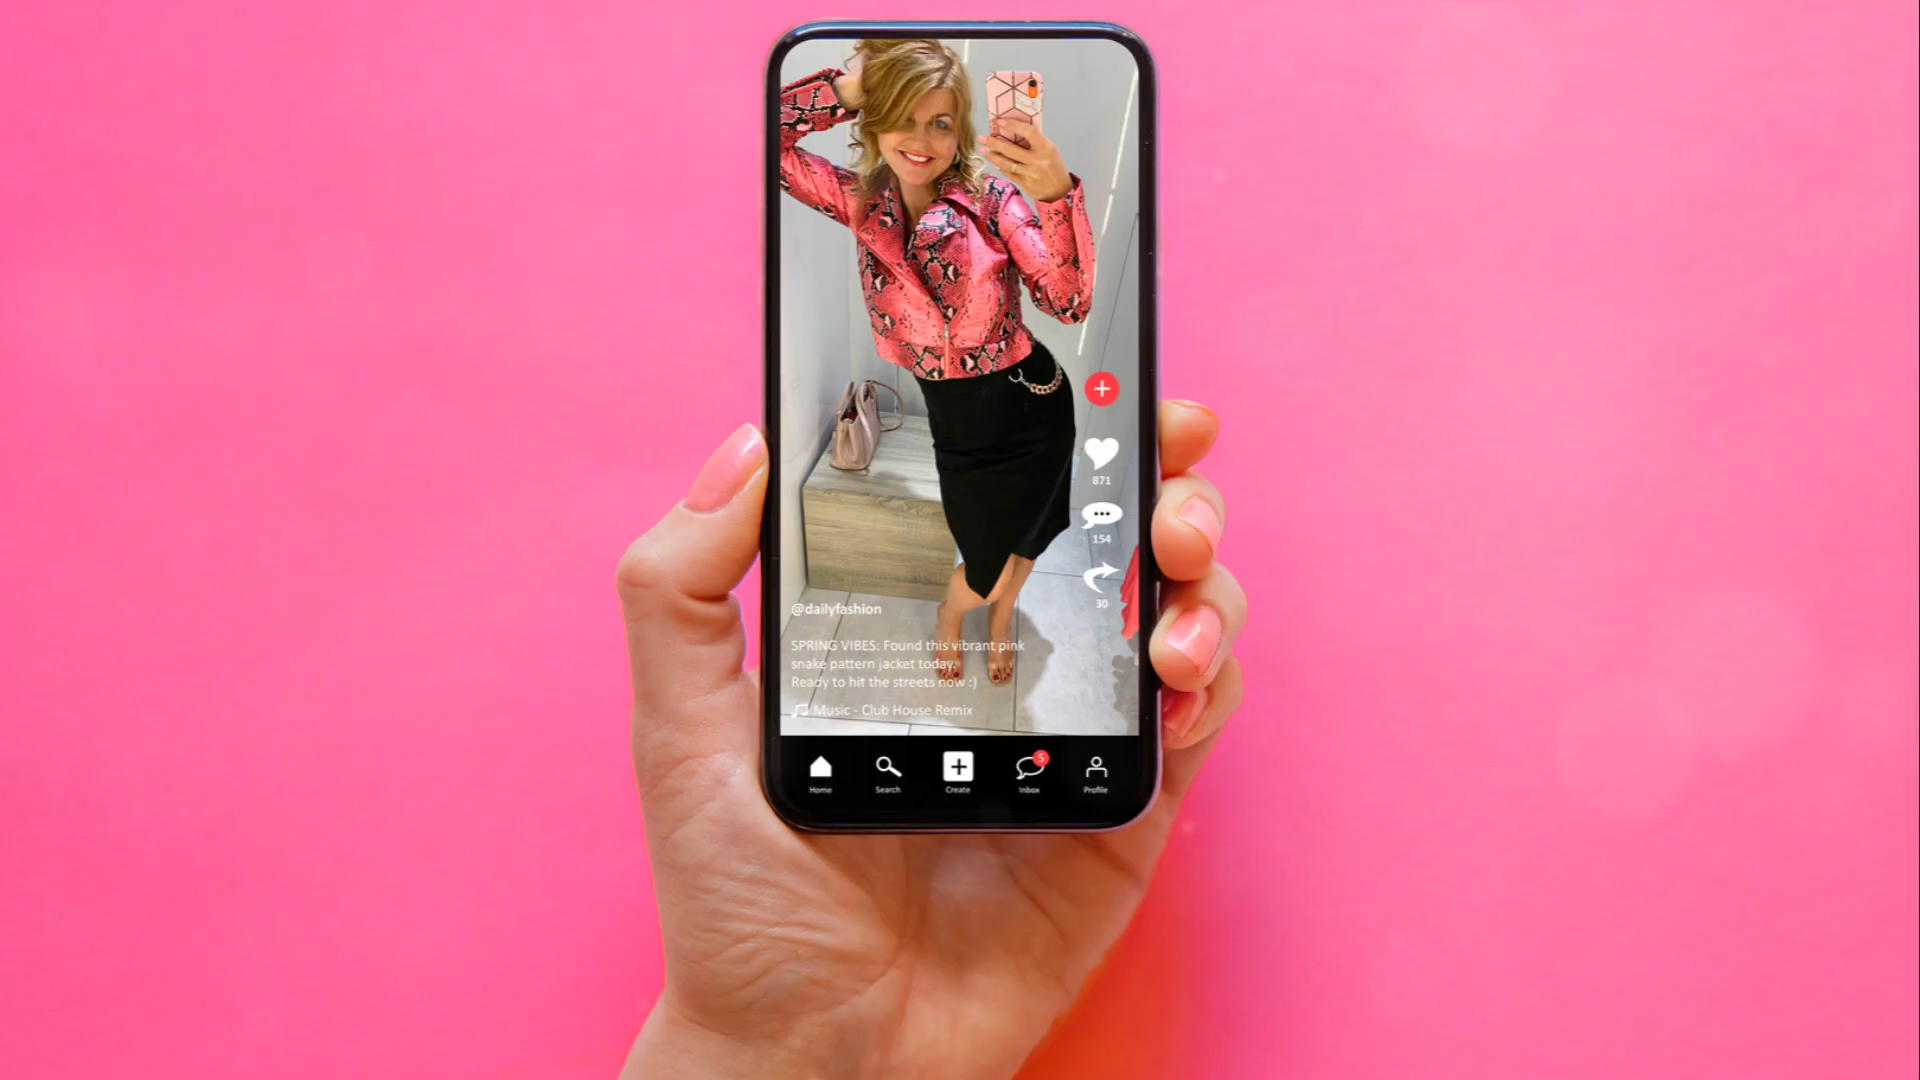 871
154
30
@dailyfashion
SPRING VIBES: Found this vibrant pink
snake pattern jacket today.
Ready to hit the streets now :)
Music - Club House Remix
5
Home
Search
Create
Inbox
Profile